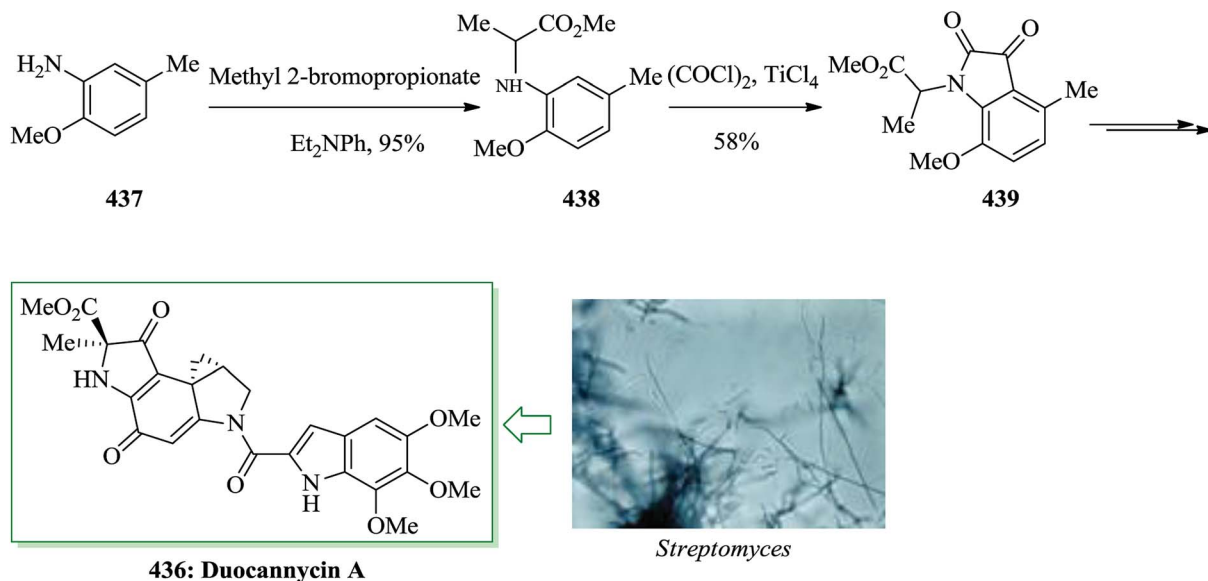 H₂N
Me
MeO
437
Methyl 2-bromopropionate
Et₂NPh, 95%
Me
CO₂Me
NH
Me
MeO
438
(COCl)₂, TiCl₄
58%
O
O
MeO₂C
N
Me
Me
MeO
439
MeO₂C
O
Me
HN
O
N
O
N
H
OMe
OMe
OMe
436: Duocannycin A
Streptomyces